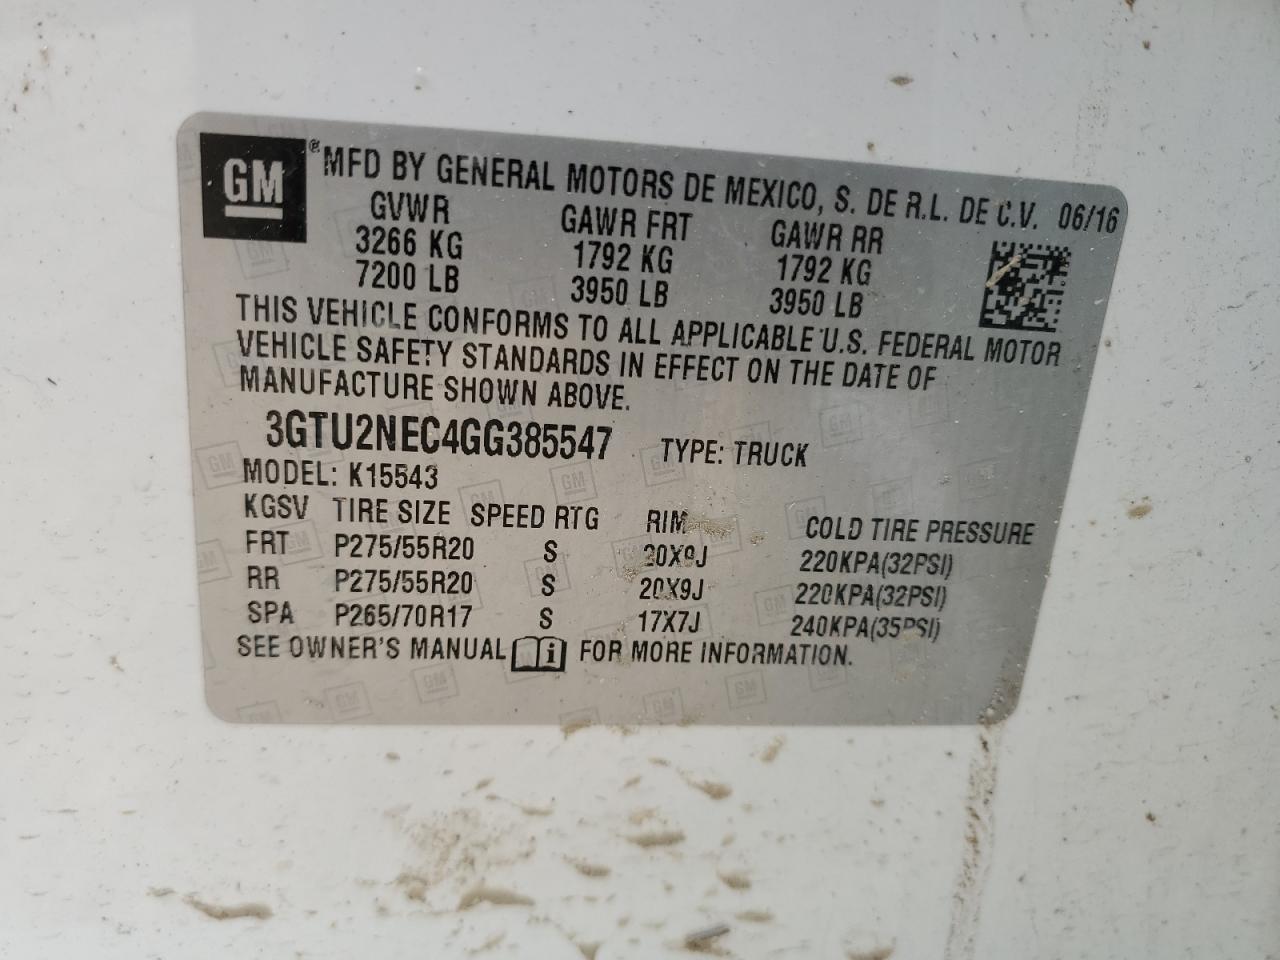 GM® MFD BY GENERAL MOTORS DE MEXICO, S. DE R.L. DE C.V. 06/16
GVWR GAWR FRT GAWR RR
3266 KG 1792 KG 1792 KG
7200 LB 3950 LB 3950 LB
THIS VEHICLE CONFORMS TO ALL APPLICABLE U.S. FEDERAL MOTOR
VEHICLE SAFETY STANDARDS IN EFFECT ON THE DATE OF
MANUFACTURE SHOWN ABOVE.
3GTU2NEC4GG385547 TYPE: TRUCK
MODEL: K15543
KGSV TIRE SIZE SPEED RTG RIM COLD TIRE PRESSURE
FRT P275/55R20 S 20X9J 220KPA(32PSI)
RR P275/55R20 S 20X9J 220KPA(32PSI)
SPA P265/70R17 S 17X7J 240KPA(35PSI)
SEE OWNER'S MANUAL i FOR MORE INFORMATION.